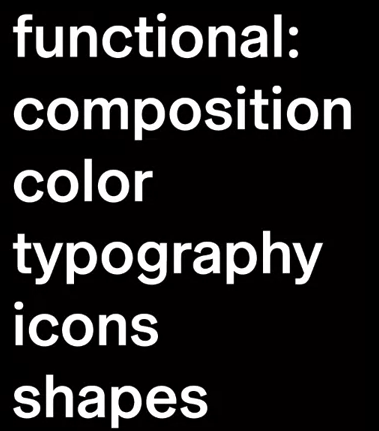 functional:
composition
color
typography
icons
shapes